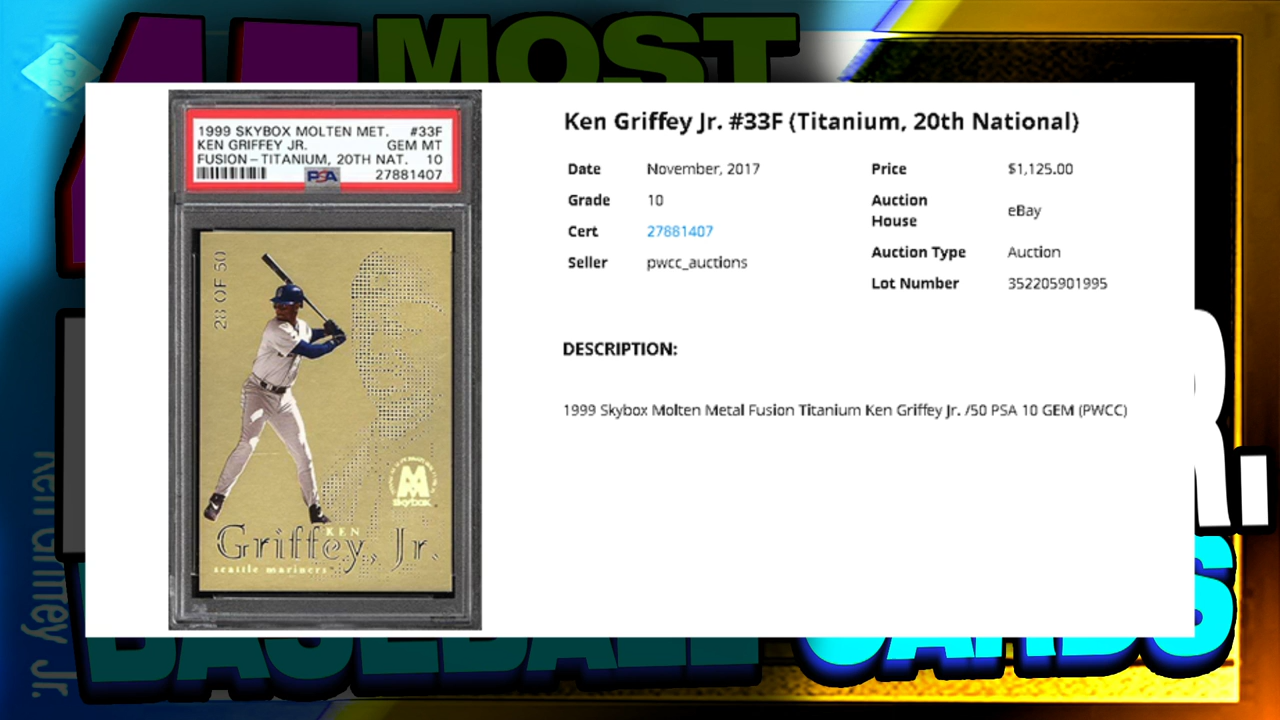 MOST
1999 SKYBOX MOLTEN MET. #33F
KEN GRIFFEY JR. GEM MT
FUSION – TITANIUM, 20TH NAT. 10
PSA 27881407
OF 50
skybox
KEN
Griffey, Jr.
seattle mariners
Ken Griffey Jr. #33F (Titanium, 20th National)
Date November, 2017
Grade 10
Cert 27881407
Seller pwcc_auctions
Price $1,125.00
Auction House eBay
Auction Type Auction
Lot Number 352205901995
DESCRIPTION:
1999 Skybox Molten Metal Fusion Titanium Ken Griffey Jr. /50 PSA 10 GEM (PWCC)
R.
BASEBALL CARDS
Ken Griffey Jr.